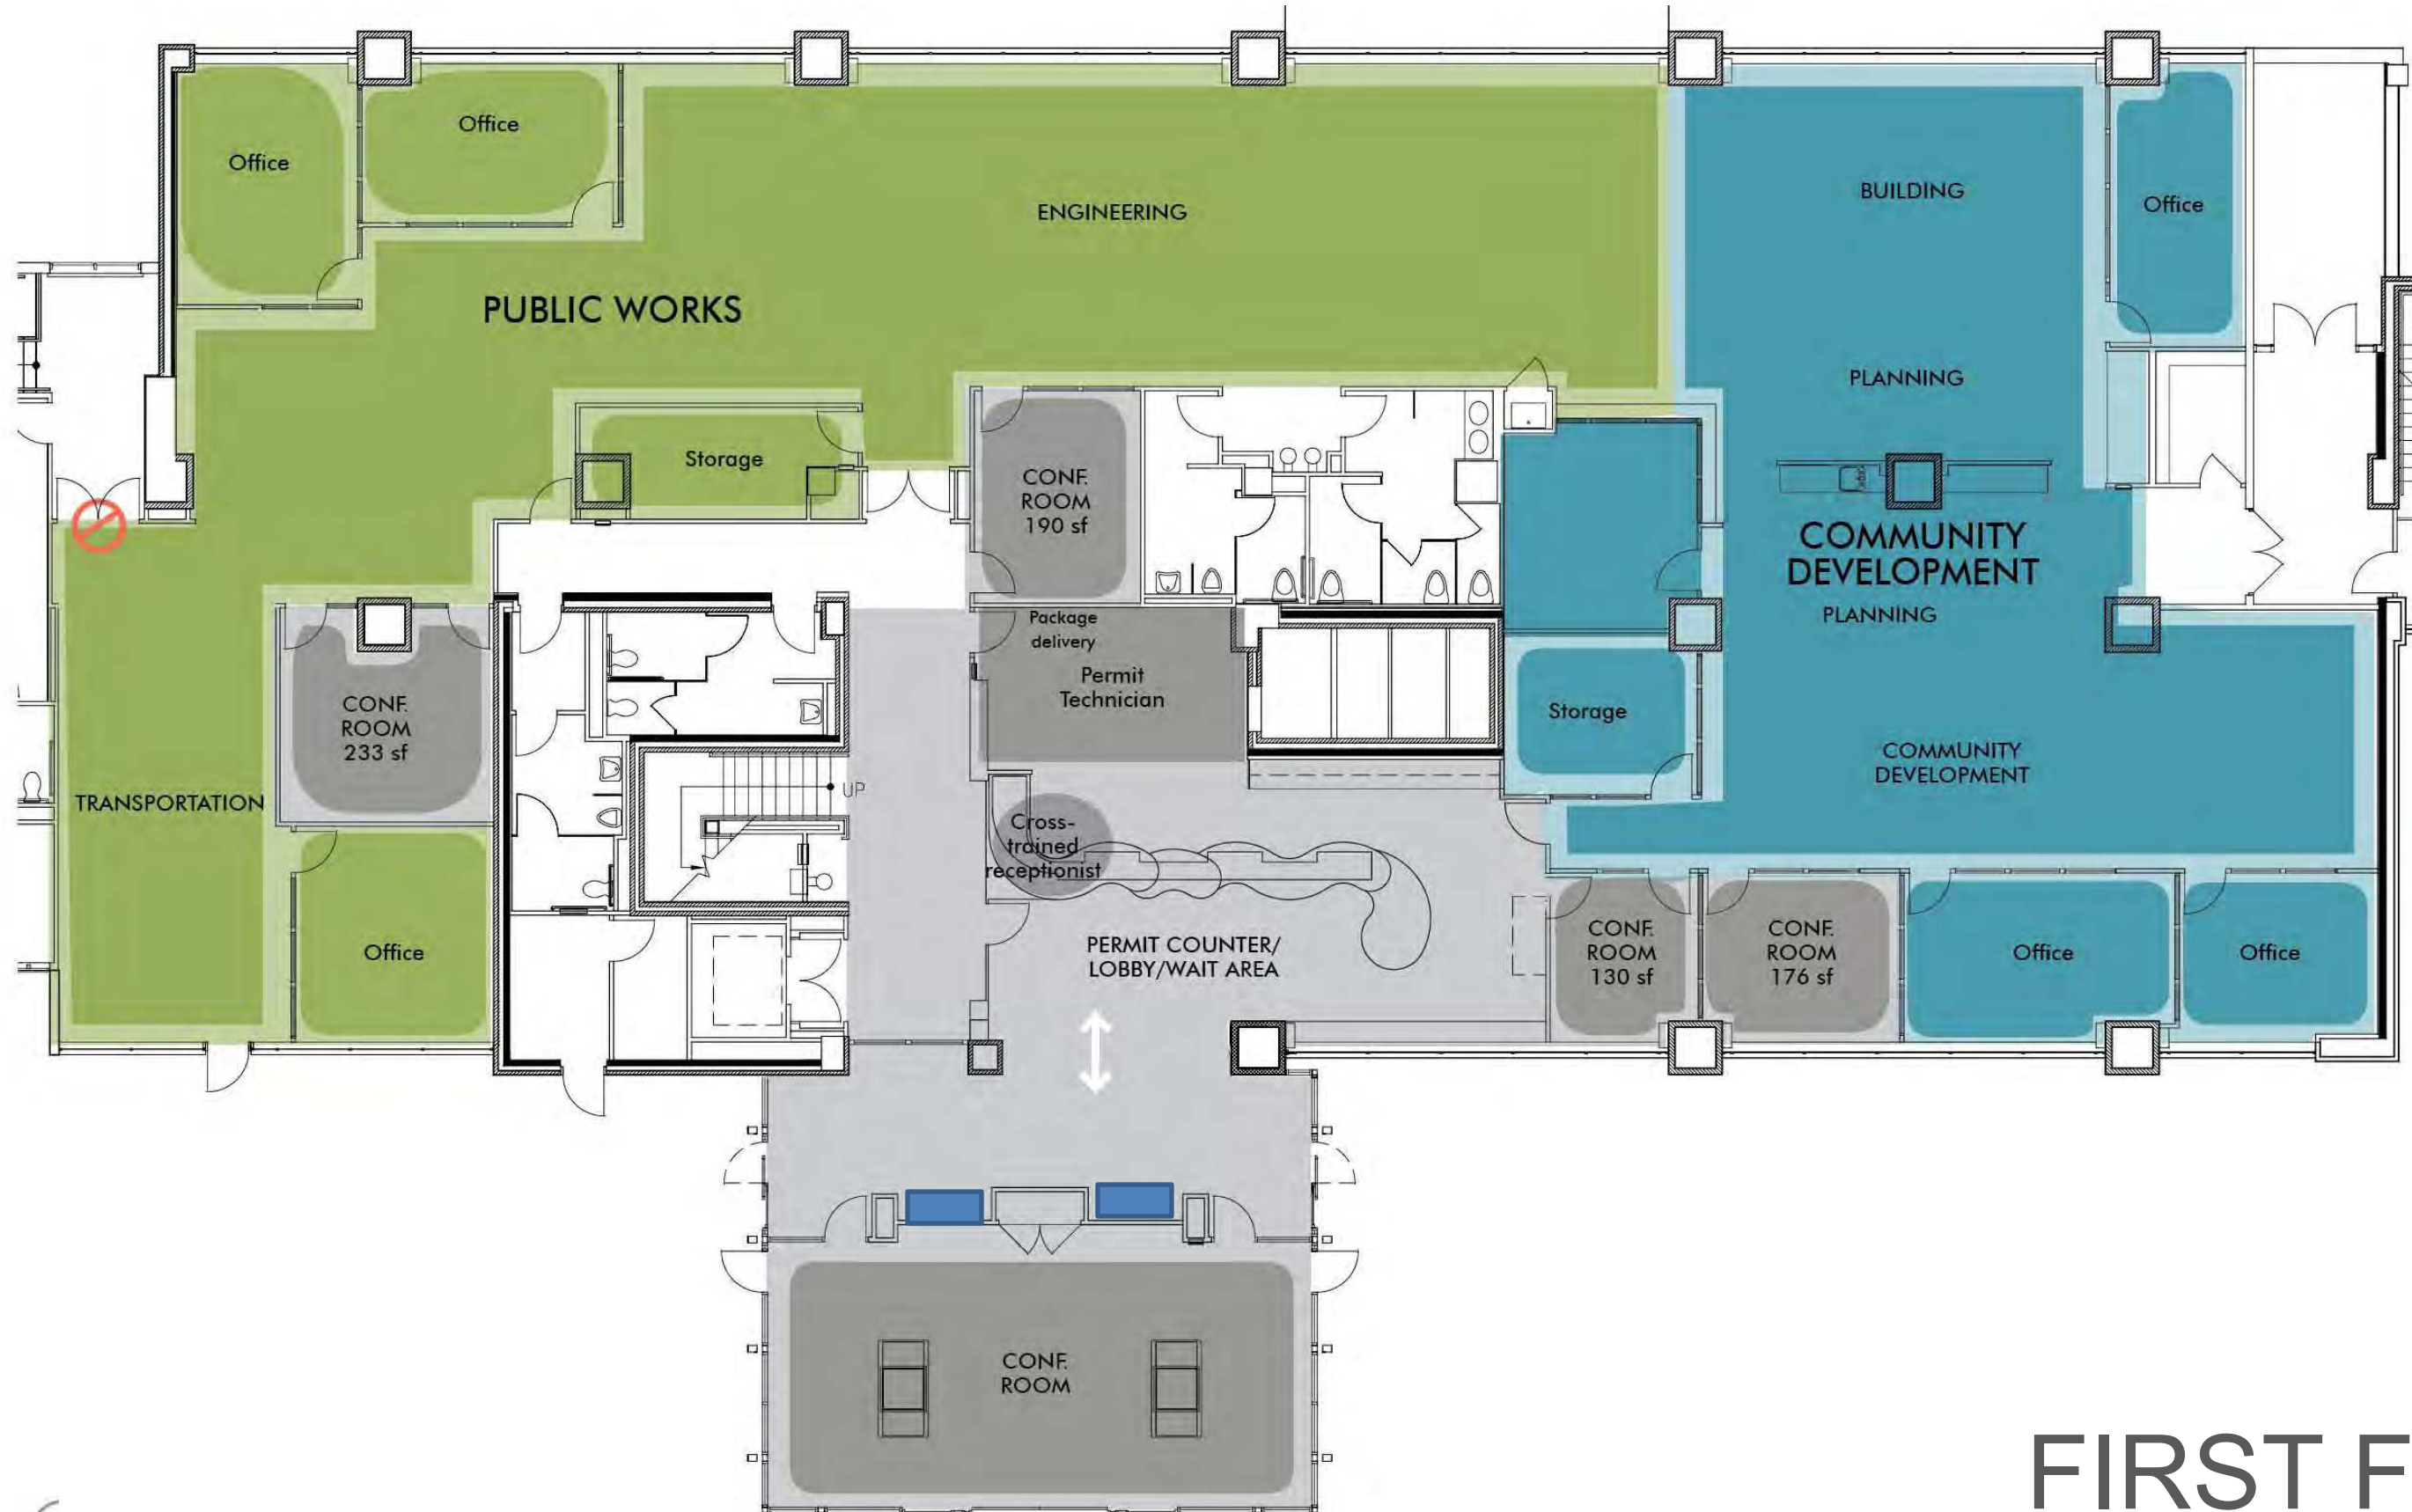 Office
Office
ENGINEERING
BUILDING
Office
PUBLIC WORKS
PLANNING
Storage
CONF.
ROOM
190 sf
COMMUNITY
DEVELOPMENT
PLANNING
Package
delivery
Permit
Technician
CONF.
ROOM
233 sf
Storage
COMMUNITY
DEVELOPMENT
TRANSPORTATION
UP
Cross-
trained
receptionist
Office
PERMIT COUNTER/
LOBBY/WAIT AREA
CONF.
ROOM
130 sf
CONF.
ROOM
176 sf
Office
Office
CONF.
ROOM
FIRST F